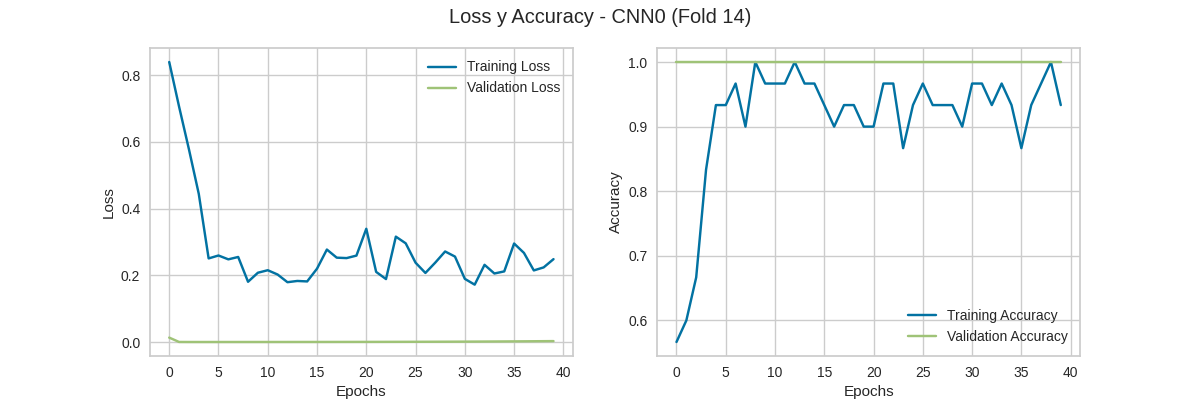 Loss y Accuracy - CNN0 (Fold 14)
Training Loss
Validation Loss
0.8
0.6
0.4
0.2
0.0
Loss
0 5 10 15 20 25 30 35 40
Epochs
1.0
0.9
0.8
0.7
0.6
Accuracy
Training Accuracy
Validation Accuracy
0 5 10 15 20 25 30 35 40
Epochs